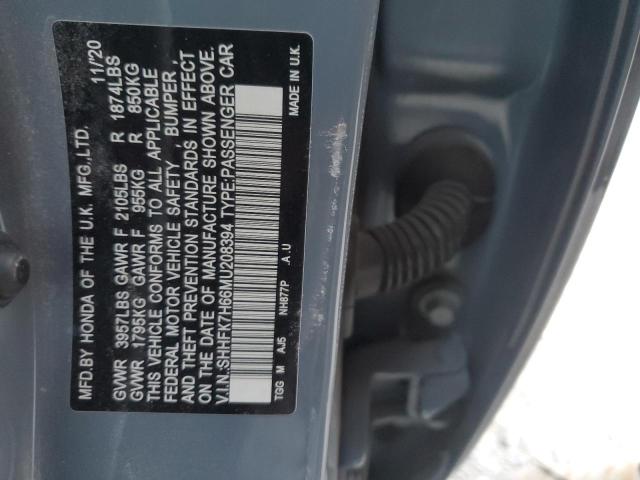 MFD.BY HONDA OF THE U.K. MFG.,LTD. 11/'20
GVWR 3957LBS GAWR F 2105LBS R 1874LBS
GVWR 1795KG GAWR F 955KG R 850KG
THIS VEHICLE CONFORMS TO ALL APPLICABLE
FEDERAL MOTOR VEHICLE SAFETY , BUMPER ,
AND THEFT PREVENTION STANDARDS IN EFFECT
ON THE DATE OF MANUFACTURE SHOWN ABOVE.
V.I.N.:SHHFK7H66MU208394 TYPE:PASSENGER CAR
TGG M AJ5 NH877P .A.U MADE IN U.K.